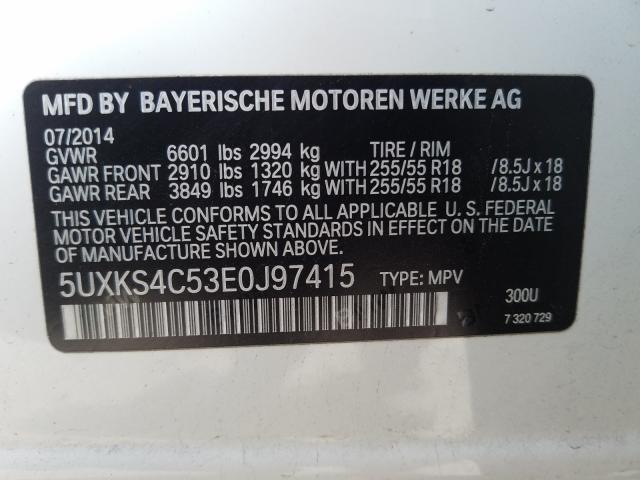 MFD BY BAYERISCHE MOTOREN WERKE AG
07/2014
GVWR 6601 lbs 2994 kg TIRE / RIM
GAWR FRONT 2910 lbs 1320 kg WITH 255/55 R18 /8.5J x 18
GAWR REAR 3849 lbs 1746 kg WITH 255/55 R18 /8.5J x 18
THIS VEHICLE CONFORMS TO ALL APPLICABLE U. S. FEDERAL
MOTOR VEHICLE SAFETY STANDARDS IN EFFECT ON THE DATE
OF MANUFACTURE SHOWN ABOVE.
5UXKS4C53E0J97415 TYPE: MPV
300U
7 320 729